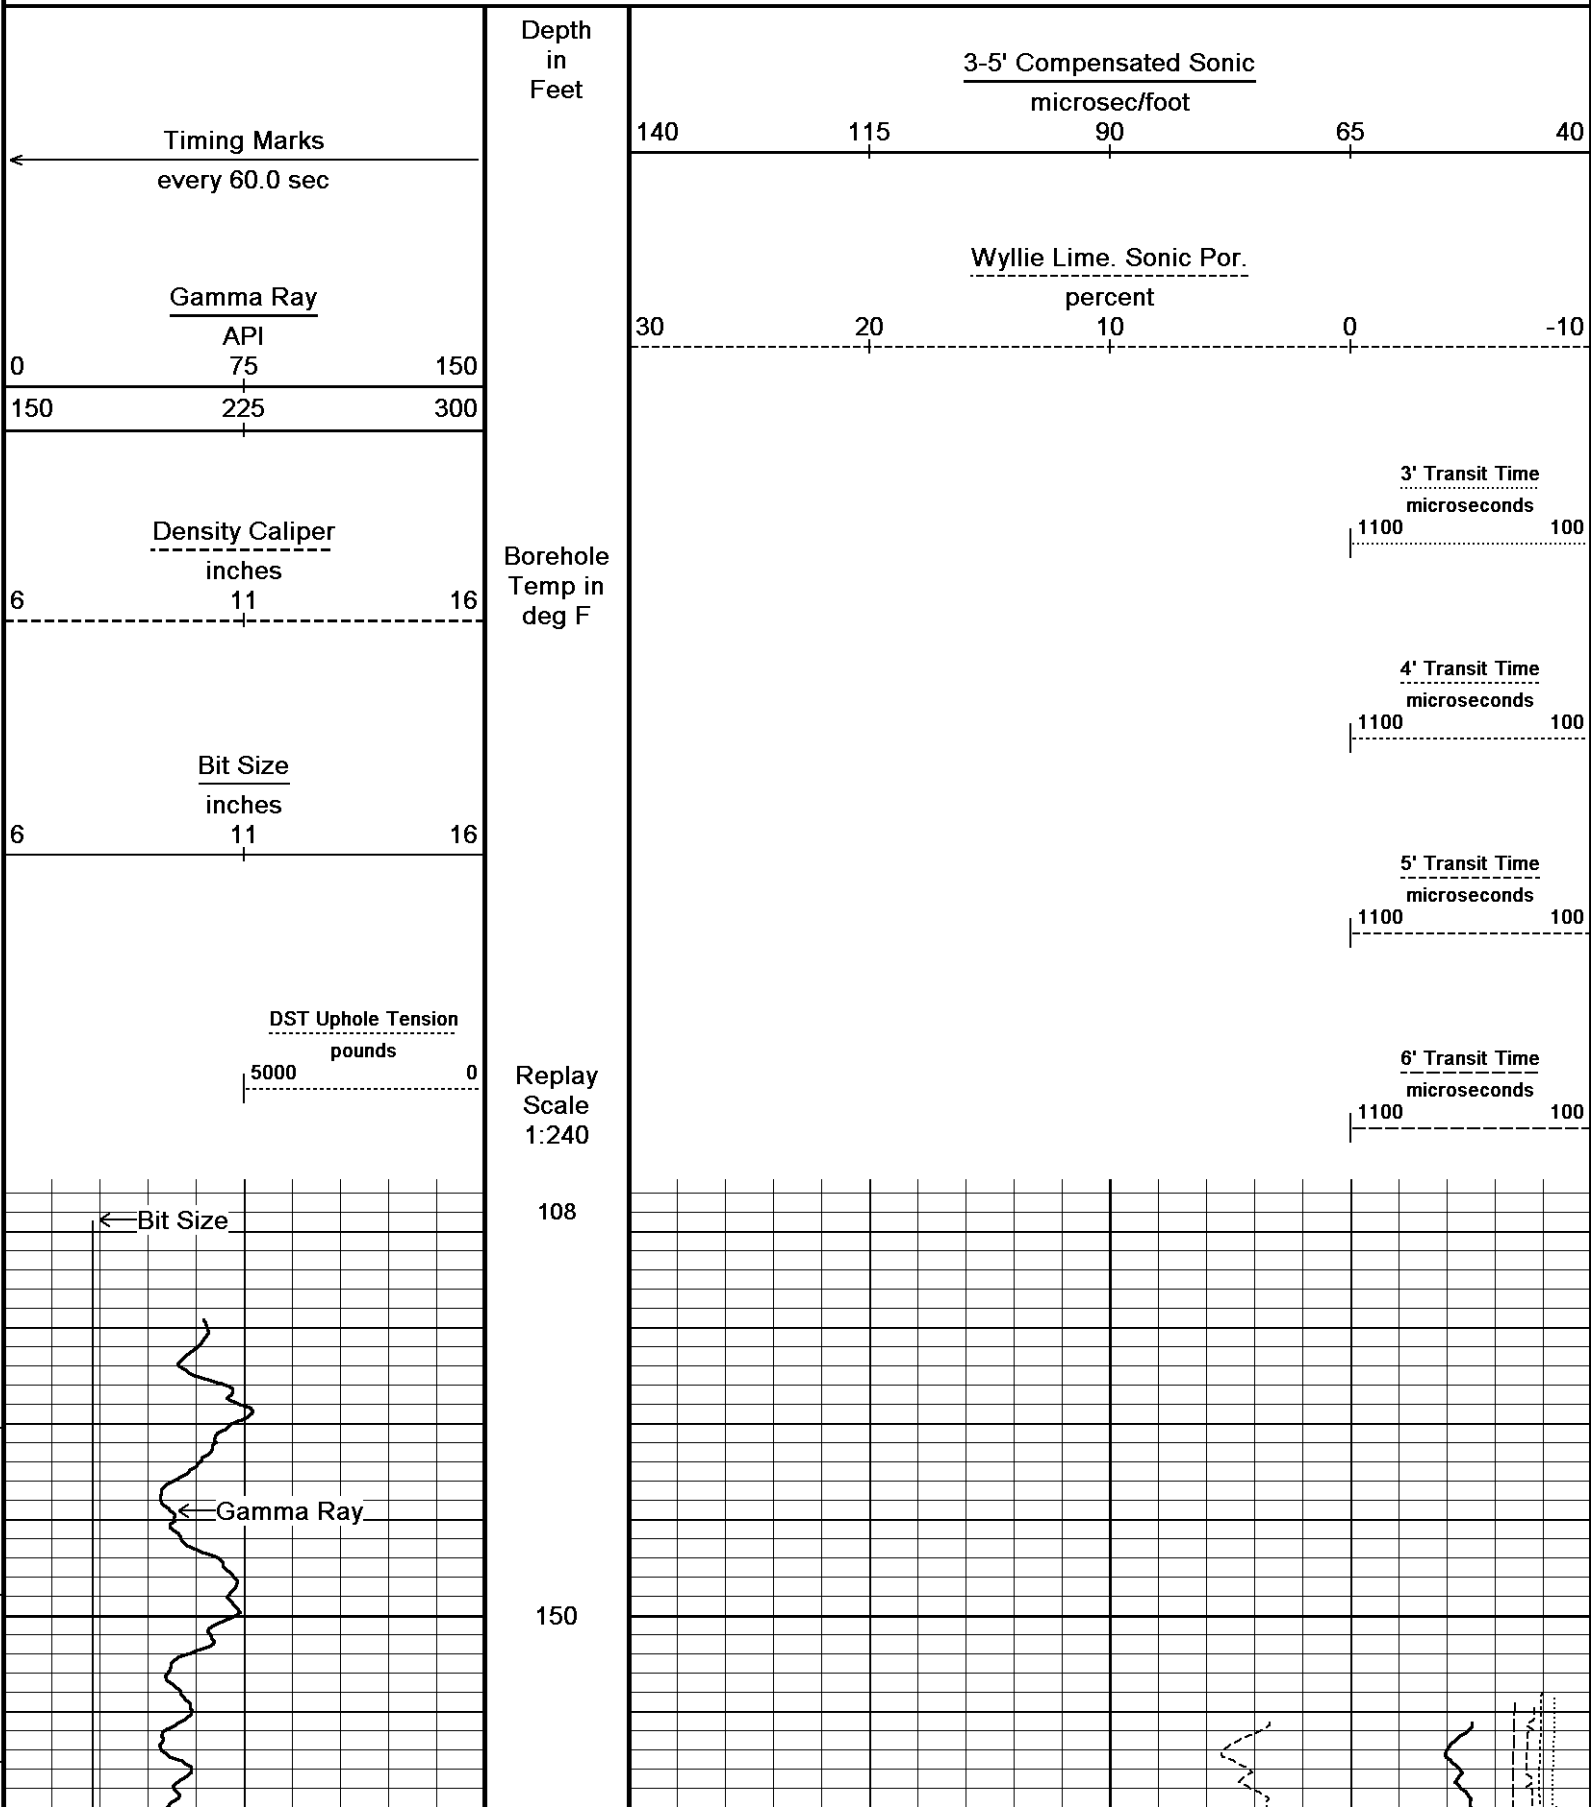 Timing Marks
every 60.0 sec
Gamma Ray
API
0 75 150
150 225 300
Density Caliper
inches
6 11 16
Bit Size
inches
6 11 16
DST Uphole Tension
pounds
5000 0
Depth
in
Feet
Borehole
Temp in
deg F
Replay
Scale
1:240
3-5' Compensated Sonic
microsec/foot
140 115 90 65 40
Wyllie Lime. Sonic Por.
percent
30 20 10 0 -10
3' Transit Time
microseconds
1100 100
4' Transit Time
microseconds
1100 100
5' Transit Time
microseconds
1100 100
6' Transit Time
microseconds
1100 100
Bit Size
108
Gamma Ray
150